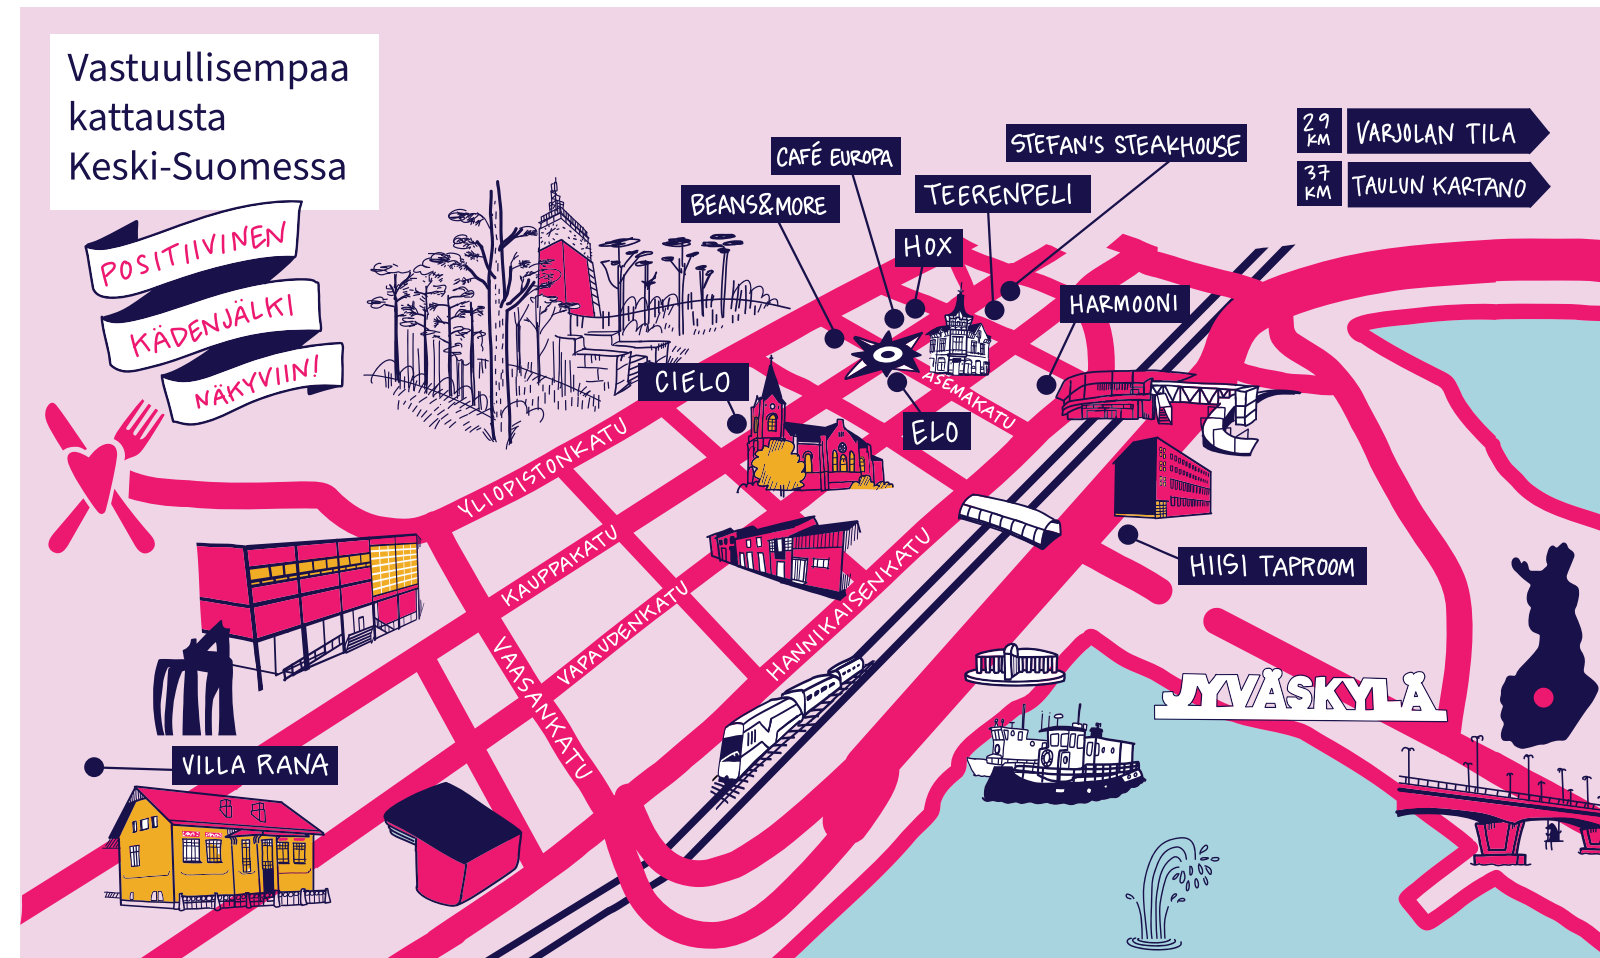 Vastuullisempaa
kattausta
Keski-Suomessa
POSITIIVINEN
KÄDENJÄLKI
NÄKYVIIN!
CAFÉ EUROPA
STEFAN'S STEAKHOUSE
BEANS&MORE
TEERENPELI
HOX
29 KM VARJOLAN TILA
37 KM TAULUN KARTANO
HARMOONI
CIELO
ELO
ASEMAKATU
YLIOPISTONKATU
KAUPPAKATU
VAPAUDENKATU
HANNIKAISENKATU
VAASANKATU
HIISI TAPROOM
JYVÄSKYLÄ
VILLA RANA